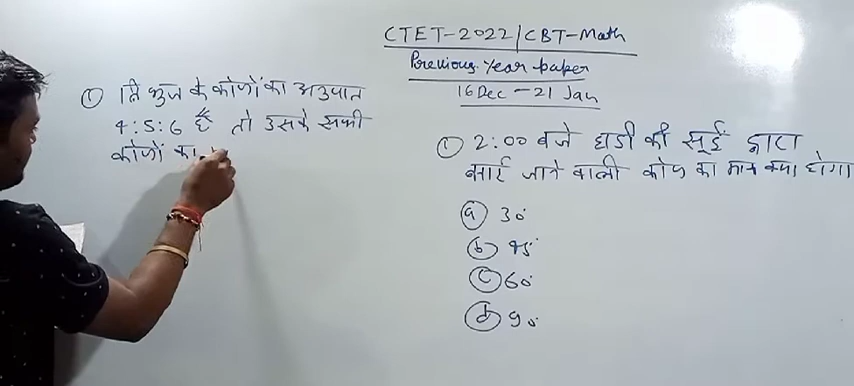 CTET-2022/CBT-Math
Previous Year paper
16 Dec - 21 Jan
① त्रिभुज के कोणों का अनुपात
4:5:6 है तो उसके सभी
कोणों का
① 2:00 बजे घडी की सूई द्वारा
बनाए जाने वाली कोण का मान क्या होगा
ⓐ 30°
ⓑ 45°
ⓒ 60°
ⓓ 90°